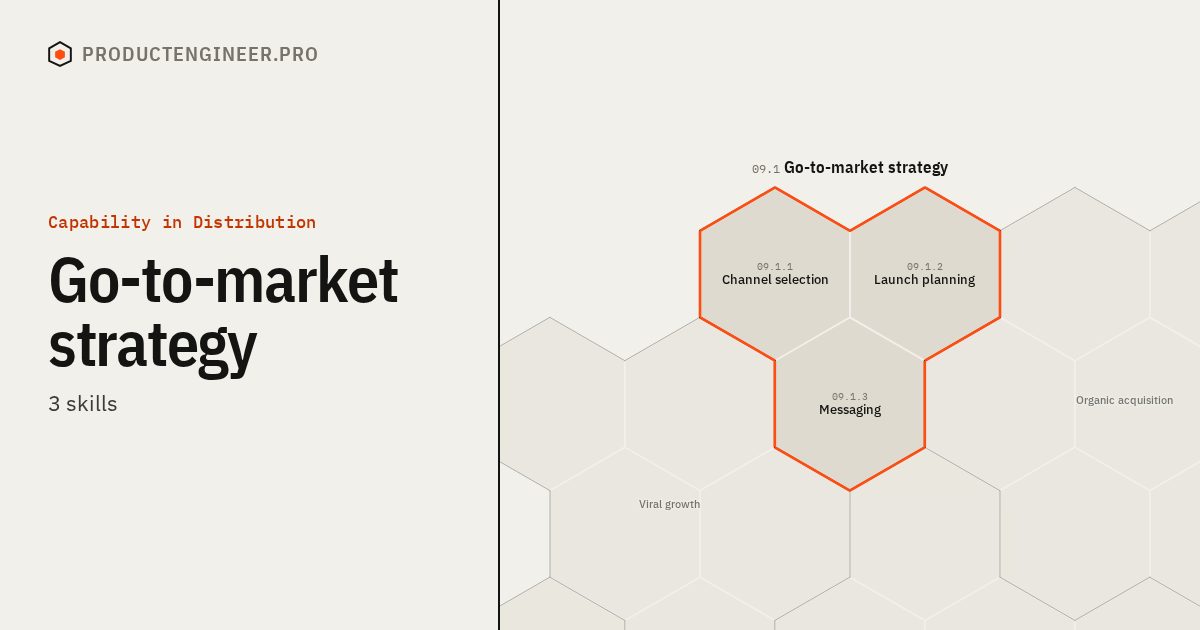 PRODUCTENGINEER.PRO
Capability in Distribution
Go-to-market
strategy
3 skills
09.1 Go-to-market strategy
09.1.1
Channel selection
09.1.2
Launch planning
09.1.3
Messaging
Organic acquisition
Viral growth